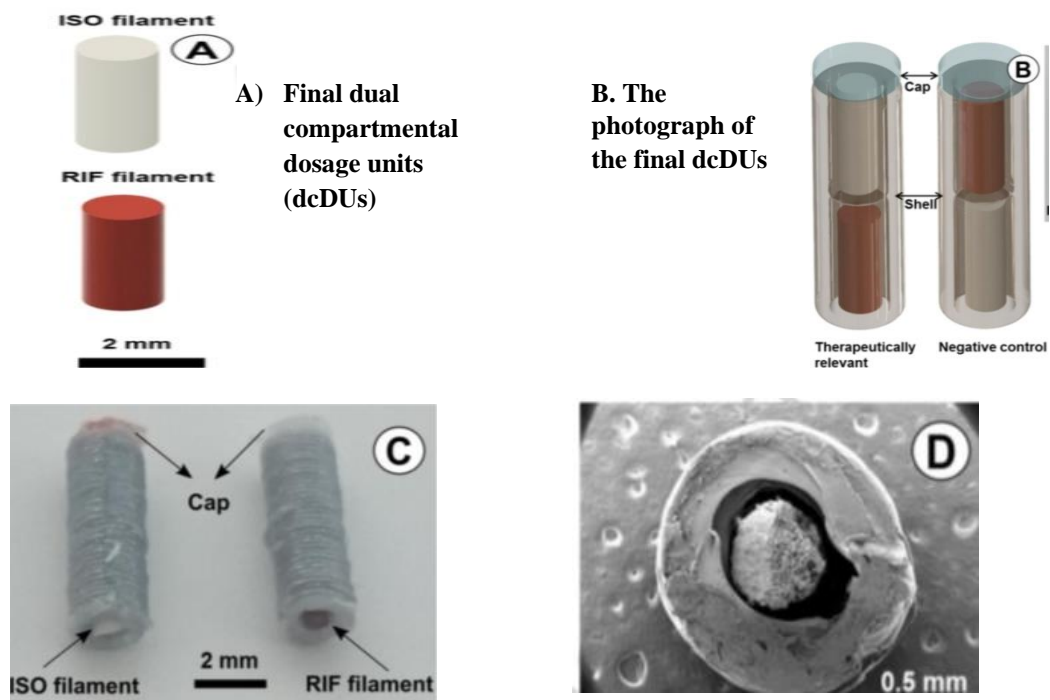 ISO filament
A
RIF filament
2 mm
A) Final dual
compartmental
dosage units
(dcDUs)
B. The
photograph of
the final dcDUs
B
Cap
Shell
Therapeutically
relevant
Negative control
C
Cap
ISO filament
2 mm
RIF filament
D
0.5 mm